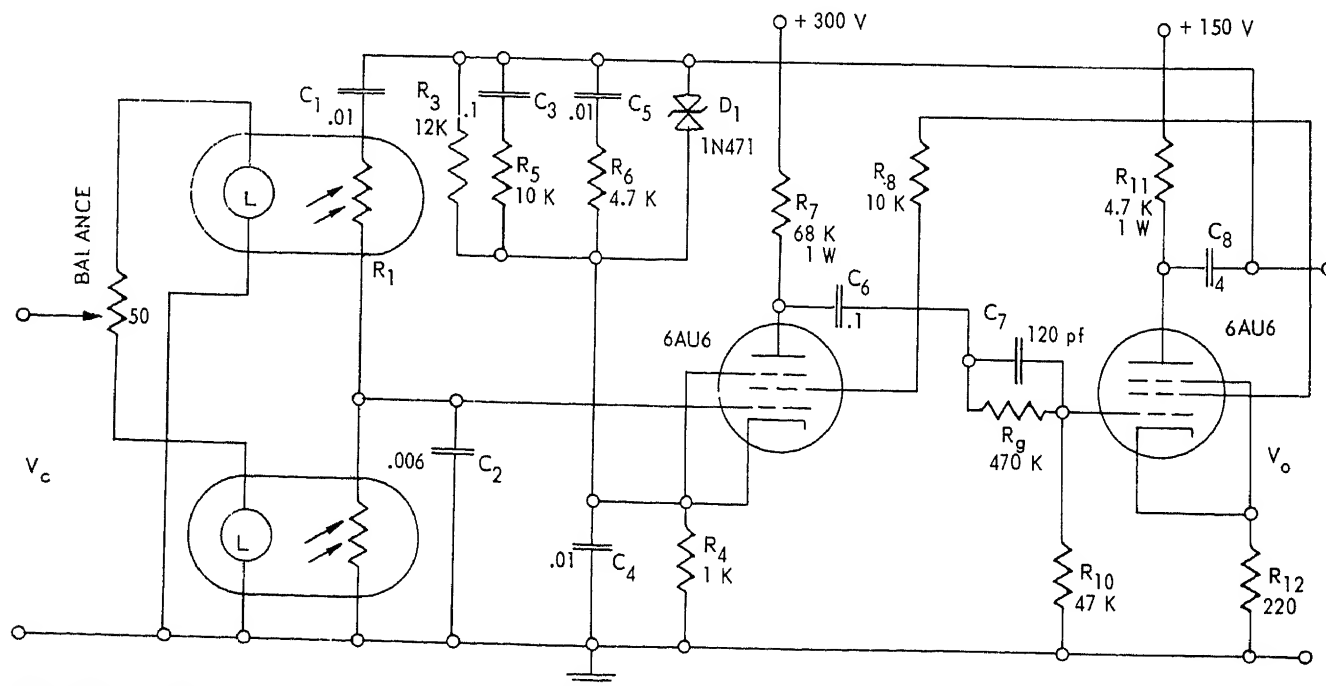 + 300 V
+ 150 V
C1
.01
R3
12K
.1
C3
.01
C5
D1
1N471
R5
10 K
R6
4.7 K
R7
68 K
1 W
R8
10 K
R11
4.7 K
1 W
C8
4
L
BALANCE
50
R1
C6
.1
C7
120 pf
6AU6
6AU6
Rg
470 K
Vc
.006
C2
Vo
L
.01
C4
R4
1 K
R10
47 K
R12
220